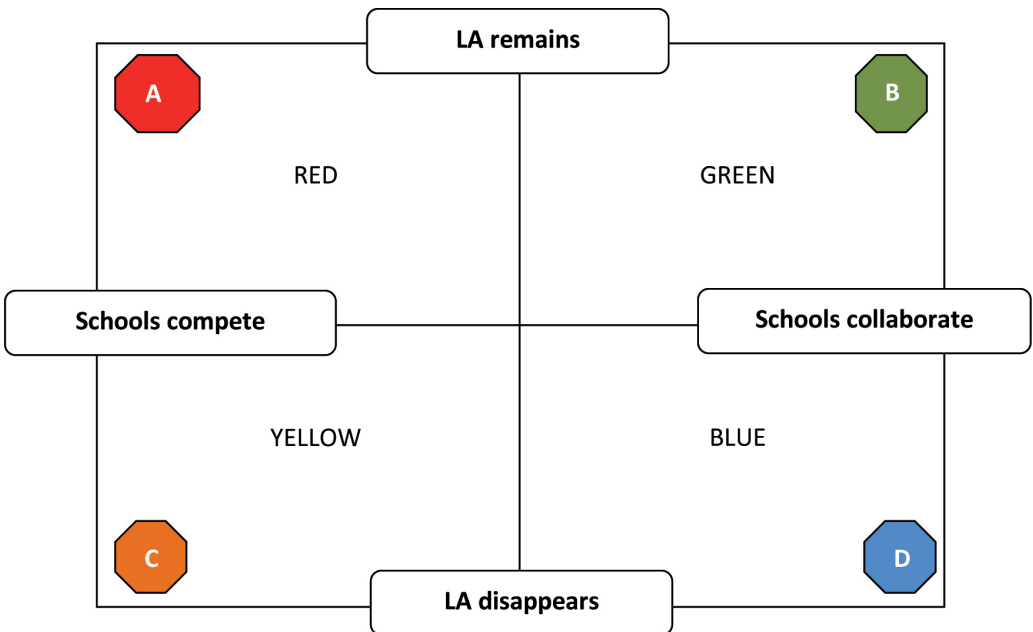 LA remains
A
B
RED
GREEN
Schools compete
Schools collaborate
YELLOW
BLUE
C
D
LA disappears